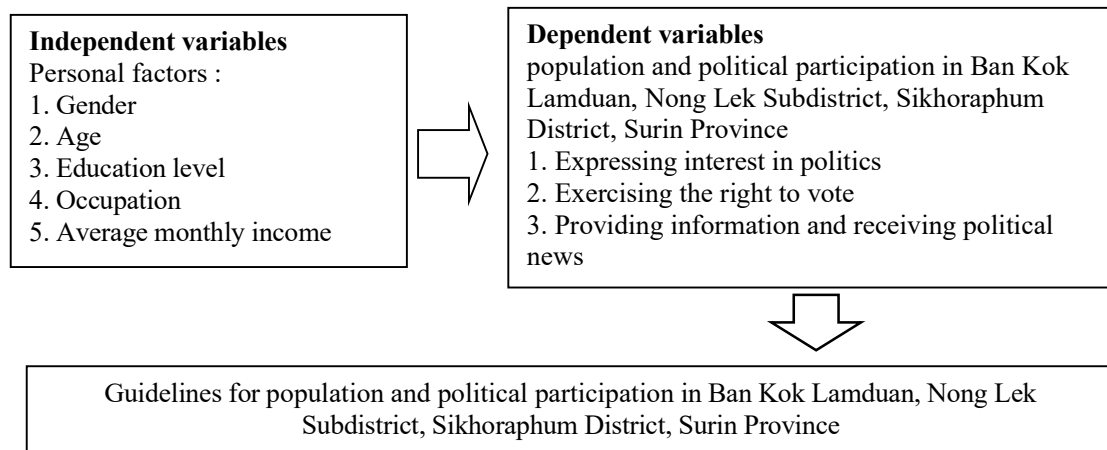 Independent variables
Personal factors :
1. Gender
2. Age
3. Education level
4. Occupation
5. Average monthly income
Dependent variables
population and political participation in Ban Kok
Lamduan, Nong Lek Subdistrict, Sikhoraphum
District, Surin Province
1. Expressing interest in politics
2. Exercising the right to vote
3. Providing information and receiving political
news
Guidelines for population and political participation in Ban Kok Lamduan, Nong Lek
Subdistrict, Sikhoraphum District, Surin Province